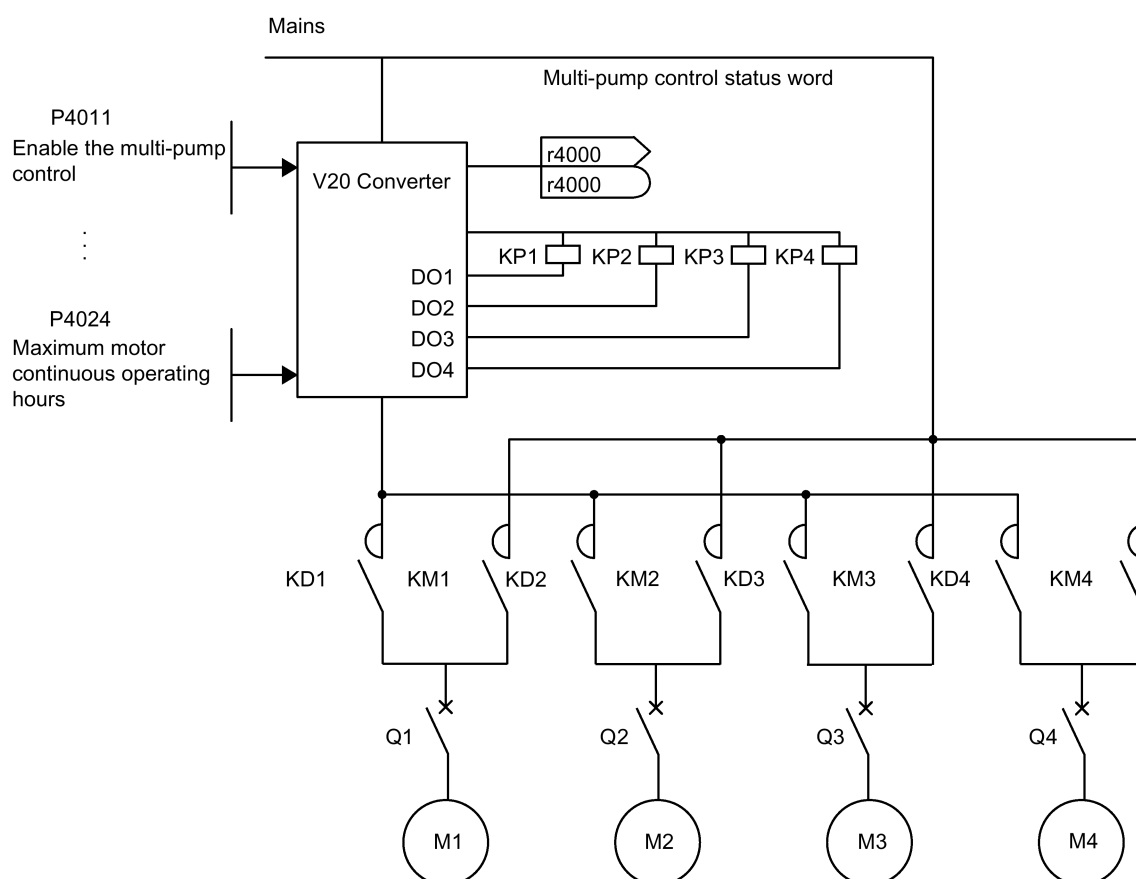 Mains
Multi-pump control status word
P4011
Enable the multi-pump
control
r4000
V20 Converter
r4000
KP1 KP2 KP3 KP4
DO1
DO2
P4024
DO3
Maximum motor
continuous operating
DO4
hours
KD1 KM1 KD2 KM2 KD3 KM3 KD4 KM4
Q1 Q2 Q3 Q4
M1 M2 M3 M4